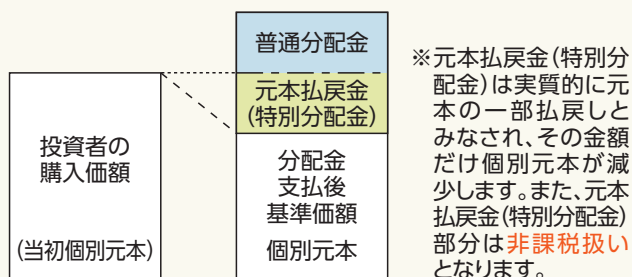 投資者の
購入価額
(当初個別元本)
普通分配金
元本払戻金
(特別分配金)
分配金
支払後
基準価額
個別元本
※元本払戻金(特別分
配金)は実質的に元
本の一部払戻しと
みなされ、その金額
だけ個別元本が減
少します。また、元本
払戻金(特別分配金)
部分は非課税扱い
となります。